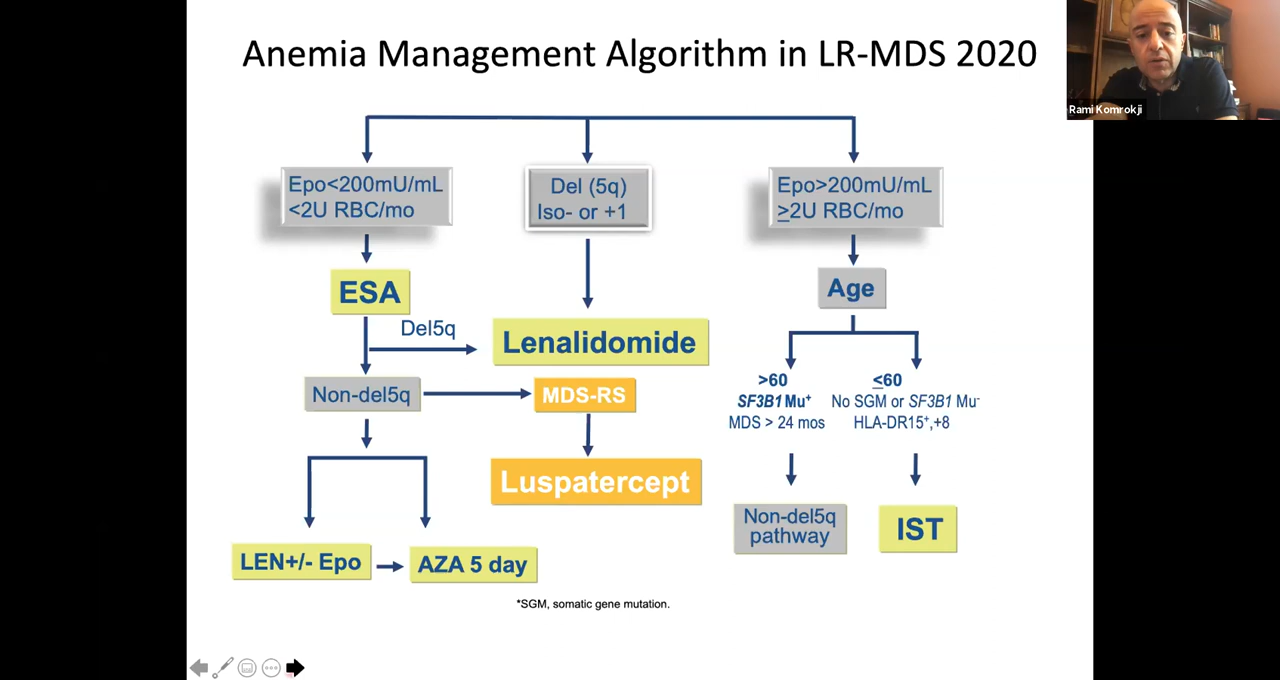 Anemia Management Algorithm in LR-MDS 2020
Rami Komrokji
Epo<200mU/mL
<2U RBC/mo
Del (5q)
Iso- or +1
Epo>200mU/mL
≥2U RBC/mo
ESA
Age
Del5q
Lenalidomide
Non-del5q
MDS-RS
>60
SF3B1 Mu⁺
MDS > 24 mos
≤60
No SGM or SF3B1 Mu⁻
HLA-DR15⁺,+8
Luspatercept
Non-del5q
pathway
IST
LEN+/- Epo
AZA 5 day
*SGM, somatic gene mutation.